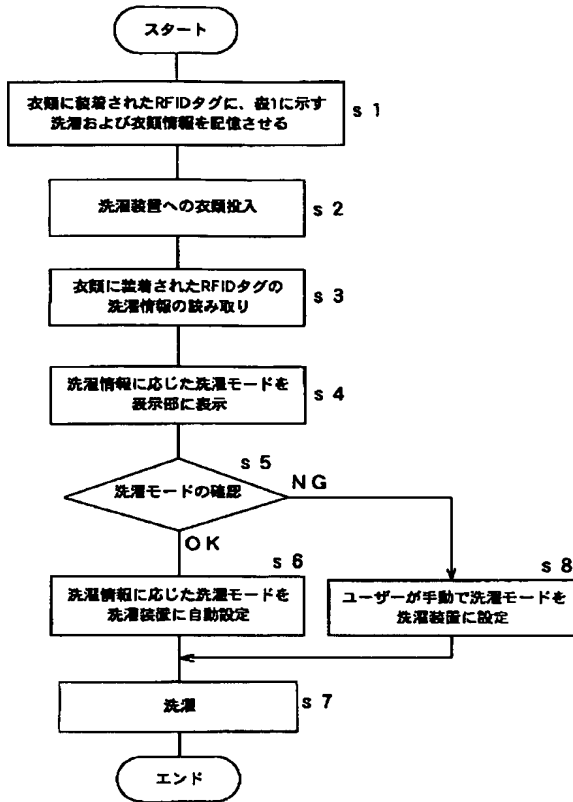 スタート
衣類に装着されたRFIDタグに、表1に示す
洗濯および衣類情報を記憶させる
s 1
洗濯装置への衣類投入
s 2
衣類に装着されたRFIDタグの
洗濯情報の読み取り
s 3
洗濯情報に応じた洗濯モードを
表示部に表示
s 4
s 5
洗濯モードの確認
NG
OK
s 6
洗濯情報に応じた洗濯モードを
洗濯装置に自動設定
s 8
ユーザーが手動で洗濯モードを
洗濯装置に設定
洗濯
s 7
エンド